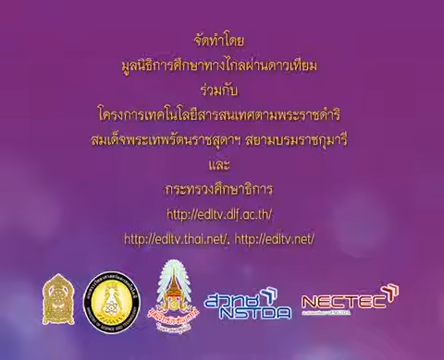 จัดทำโดย
มูลนิธิการศึกษาทางไกลผ่านดาวเทียม
ร่วมกับ
โครงการเทคโนโลยีสารสนเทศตามพระราชดำริ
สมเด็จพระเทพรัตนราชสุดาฯ สยามบรมราชกุมารี
และ
กระทรวงศึกษาธิการ
http://edltv.dlf.ac.th/
http://edltv.thai.net/, http://edltv.net/
สวทช
NSTDA
NECTEC